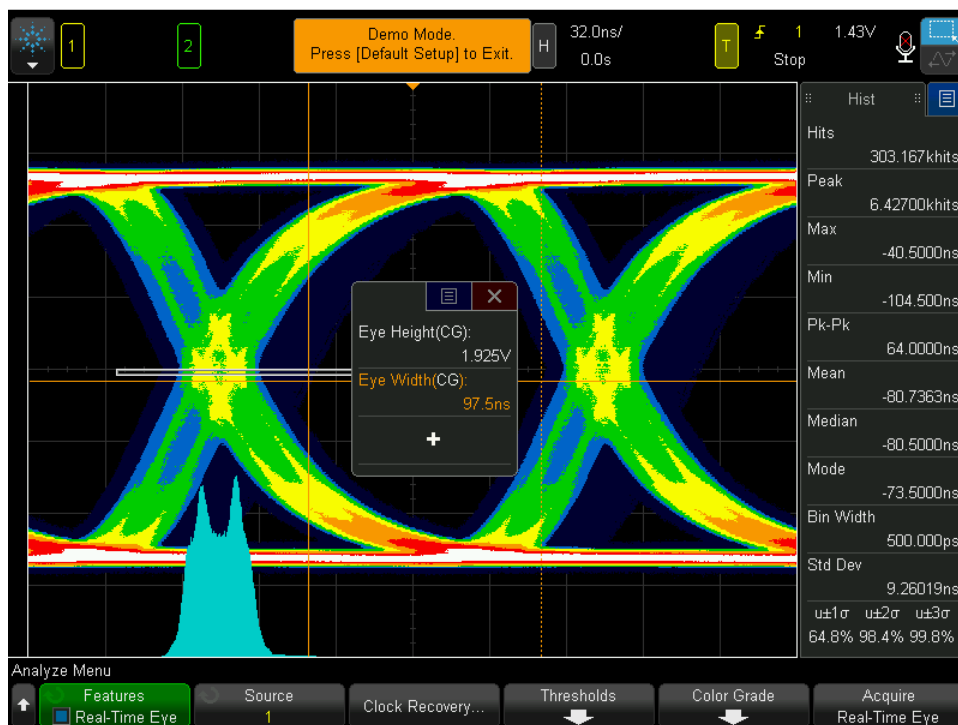 1
2
Demo Mode.
Press [Default Setup] to Exit.
H
32.0ns/
0.0s
T
1
1.43V
Stop
Hist
Hits
303.167khits
Peak
6.42700khits
Max
-40.5000ns
Min
-104.500ns
Pk-Pk
64.0000ns
Mean
-80.7363ns
Median
-80.5000ns
Mode
-73.5000ns
Bin Width
500.000ps
Std Dev
9.26019ns
u±1σ u±2σ u±3σ
64.8% 98.4% 99.8%
Eye Height(CG):
1.925V
Eye Width(CG):
97.5ns
Analyze Menu
Features
Real-Time Eye
Source
1
Clock Recovery...
Thresholds
Color Grade
Acquire
Real-Time Eye